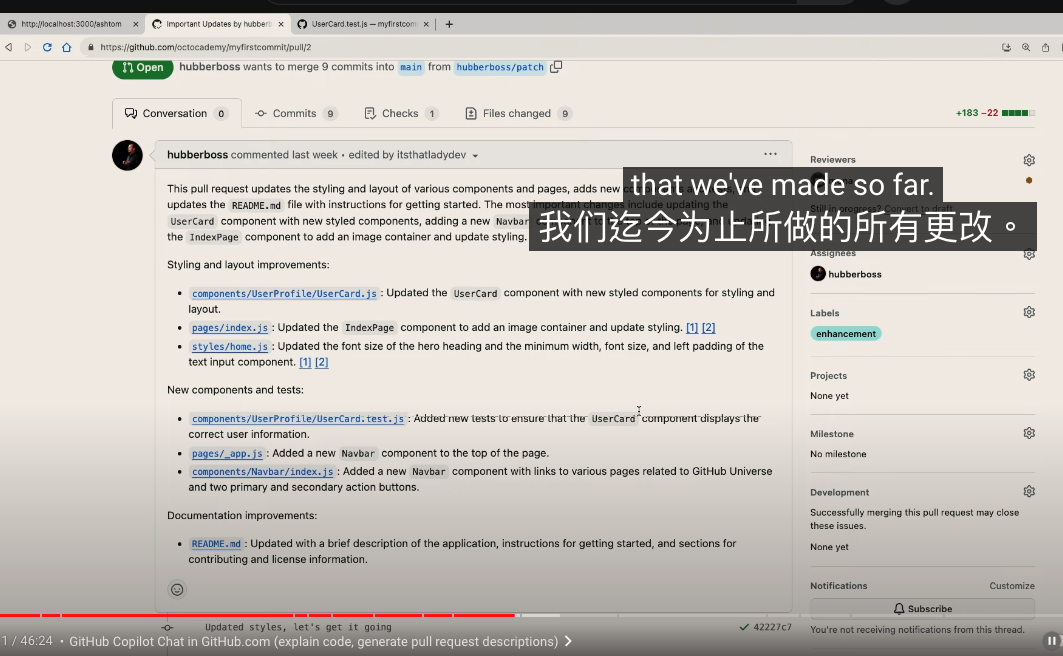 http://localhost:3000/ashtom
Important Updates by hubberb
UserCard.test.js — myfirstcom
https://github.com/octocademy/myfirstcommit/pull/2
Open hubberboss wants to merge 9 commits into main from hubberboss/patch
Conversation 0 Commits 9 Checks 1 Files changed 9 +183 −22
hubberboss commented last week • edited by itsthatladydev
This pull request updates the styling and layout of various components and pages, adds new
updates the README.md file with instructions for getting started. The most important changes include updating the
UserCard component with new styled components, adding a new Navbar
the IndexPage component to add an image container and update styling.
Styling and layout improvements:
• components/UserProfile/UserCard.js : Updated the UserCard component with new styled components for styling and
layout.
• pages/index.js : Updated the IndexPage component to add an image container and update styling. [1] [2]
• styles/home.js : Updated the font size of the hero heading and the minimum width, font size, and left padding of the
text input component. [1] [2]
New components and tests:
• components/UserProfile/UserCard.test.js : Added new tests to ensure that the UserCard component displays the
correct user information.
• pages/_app.js : Added a new Navbar component to the top of the page.
• components/Navbar/index.js : Added a new Navbar component with links to various pages related to GitHub Universe
and two primary and secondary action buttons.
Documentation improvements:
• README.md : Updated with a brief description of the application, instructions for getting started, and sections for
contributing and license information.
Updated styles, let's get it going 42227c7
Reviewers
Still in progress? Convert to draft
Assignees
hubberboss
Labels
enhancement
Projects
None yet
Milestone
No milestone
Development
Successfully merging this pull request may close
these issues.
None yet
Notifications Customize
Subscribe
You're not receiving notifications from this thread.
that we've made so far.
我们迄今为止所做的所有更改。
1 / 46:24 • GitHub Copilot Chat in GitHub.com (explain code, generate pull request descriptions)